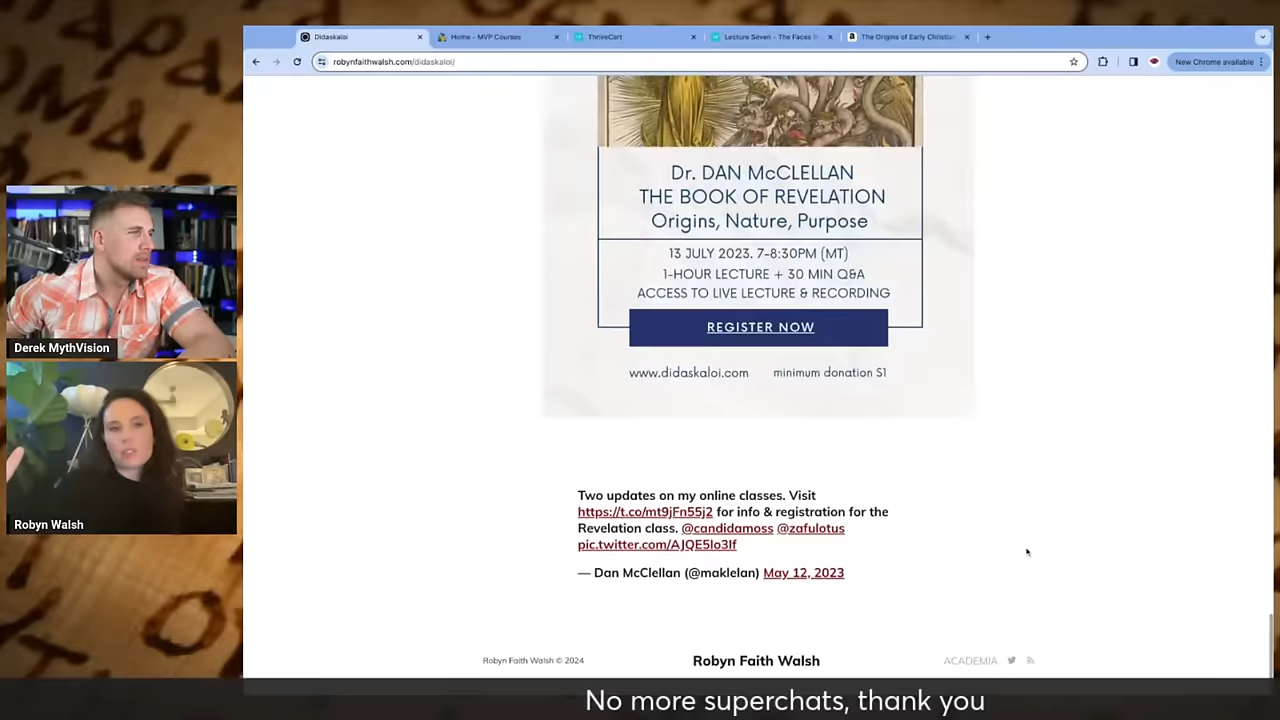 Didaskaloi
Home - MVP Courses
ThriveCart
Lecture Seven - The Faces
The Origins of Early Christian
robynfaithwalsh.com/didaskaloi/
New Chrome available
Dr. DAN McCLELLAN
THE BOOK OF REVELATION
Origins, Nature, Purpose
13 JULY 2023. 7-8:30PM (MT)
1-HOUR LECTURE + 30 MIN Q&A
ACCESS TO LIVE LECTURE & RECORDING
REGISTER NOW
www.didaskaloi.com minimum donation $1
Two updates on my online classes. Visit
https://t.co/mt9jFn55j2 for info & registration for the
Revelation class. @candidamoss @zafulotus
pic.twitter.com/AJQE5lo3lf
— Dan McClellan (@maklelan) May 12, 2023
Robyn Faith Walsh © 2024
Robyn Faith Walsh
ACADEMIA
Derek MythVision
Robyn Walsh
No more superchats, thank you